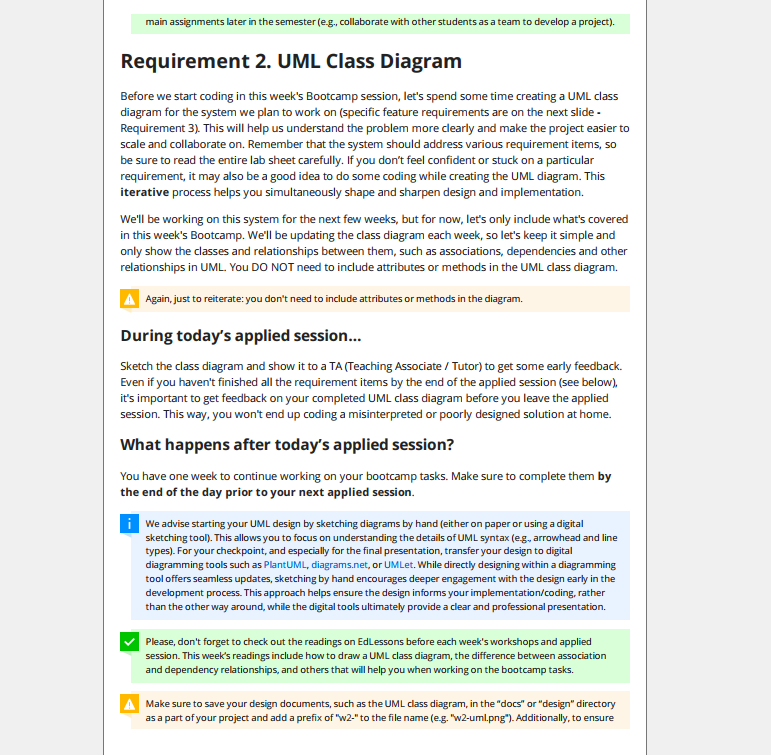 main assignments later in the semester (e.g., collaborate with other students as a team to develop a project).
Requirement 2. UML Class Diagram
Before we start coding in this week's Bootcamp session, let's spend some time creating a UML class
diagram for the system we plan to work on (specific feature requirements are on the next slide -
Requirement 3). This will help us understand the problem more clearly and make the project easier to
scale and collaborate on. Remember that the system should address various requirement items, so
be sure to read the entire lab sheet carefully. If you don’t feel confident or stuck on a particular
requirement, it may also be a good idea to do some coding while creating the UML diagram. This
iterative process helps you simultaneously shape and sharpen design and implementation.
We'll be working on this system for the next few weeks, but for now, let's only include what's covered
in this week's Bootcamp. We'll be updating the class diagram each week, so let's keep it simple and
only show the classes and relationships between them, such as associations, dependencies and other
relationships in UML. You DO NOT need to include attributes or methods in the UML class diagram.
Again, just to reiterate: you don't need to include attributes or methods in the diagram.
During today’s applied session...
Sketch the class diagram and show it to a TA (Teaching Associate / Tutor) to get some early feedback.
Even if you haven't finished all the requirement items by the end of the applied session (see below),
it's important to get feedback on your completed UML class diagram before you leave the applied
session. This way, you won't end up coding a misinterpreted or poorly designed solution at home.
What happens after today’s applied session?
You have one week to continue working on your bootcamp tasks. Make sure to complete them by
the end of the day prior to your next applied session.
We advise starting your UML design by sketching diagrams by hand (either on paper or using a digital
sketching tool). This allows you to focus on understanding the details of UML syntax (e.g., arrowhead and line
types). For your checkpoint, and especially for the final presentation, transfer your design to digital
diagramming tools such as PlantUML, diagrams.net, or UMLet. While directly designing within a diagramming
tool offers seamless updates, sketching by hand encourages deeper engagement with the design early in the
development process. This approach helps ensure the design informs your implementation/coding, rather
than the other way around, while the digital tools ultimately provide a clear and professional presentation.
Please, don't forget to check out the readings on EdLessons before each week's workshops and applied
session. This week’s readings include how to draw a UML class diagram, the difference between association
and dependency relationships, and others that will help you when working on the bootcamp tasks.
Make sure to save your design documents, such as the UML class diagram, in the “docs” or “design” directory
as a part of your project and add a prefix of "w2-" to the file name (e.g. "w2-uml.png"). Additionally, to ensure